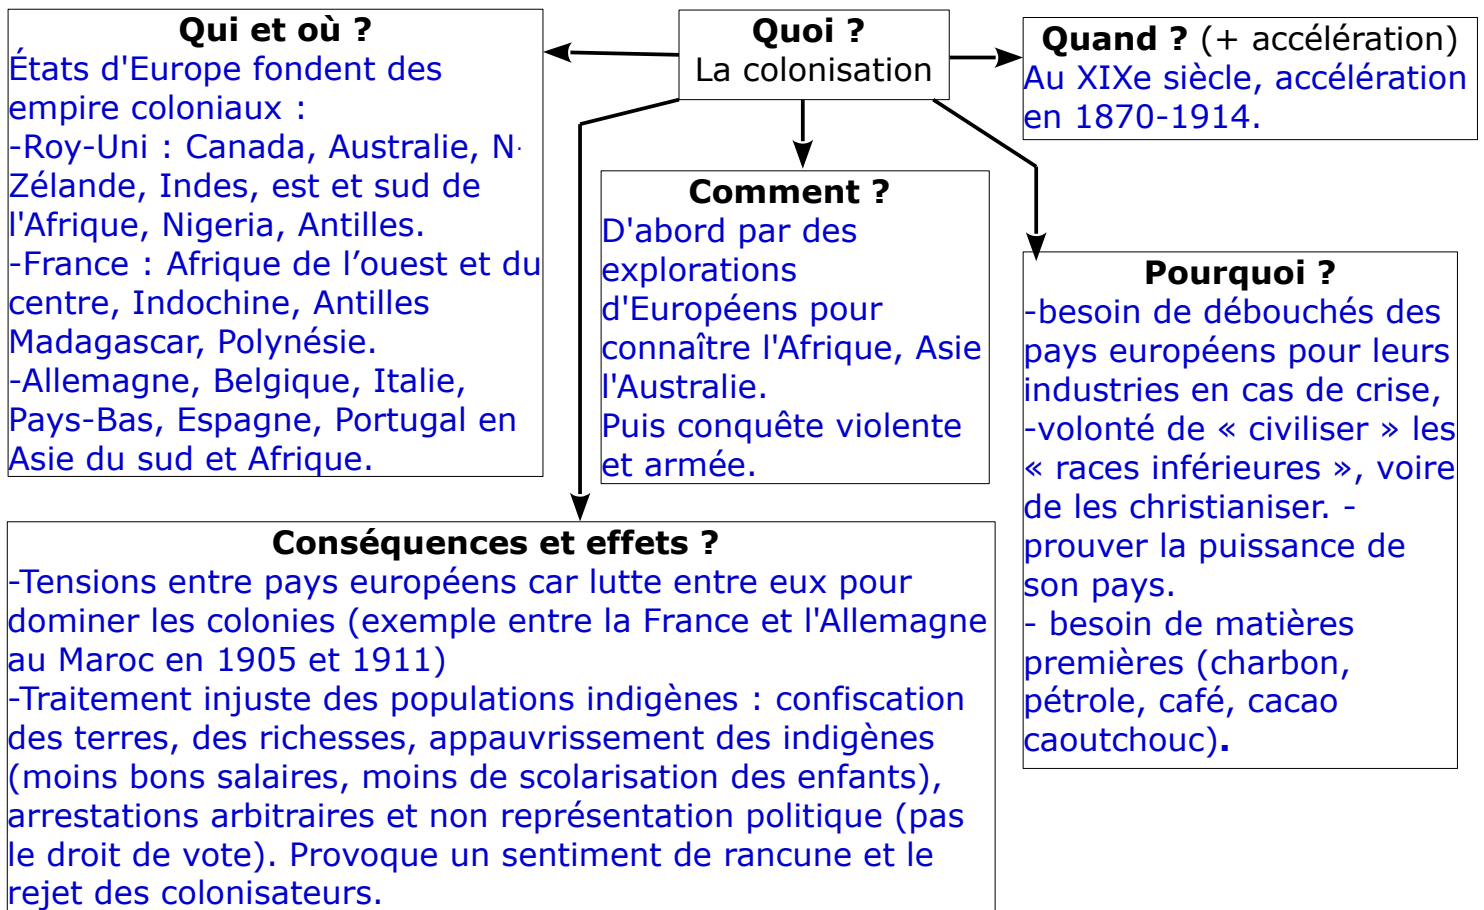 Qui et où ?
États d'Europe fondent des
empire coloniaux :
-Roy-Uni : Canada, Australie, N-
Zélande, Indes, est et sud de
l'Afrique, Nigeria, Antilles.
-France : Afrique de l’ouest et du
centre, Indochine, Antilles
Madagascar, Polynésie.
-Allemagne, Belgique, Italie,
Pays-Bas, Espagne, Portugal en
Asie du sud et Afrique.
Quoi ?
La colonisation
Quand ? (+ accélération)
Au XIXe siècle, accélération
en 1870-1914.
Comment ?
D'abord par des
explorations
d'Européens pour
connaître l'Afrique, Asie
l'Australie.
Puis conquête violente
et armée.
Pourquoi ?
-besoin de débouchés des
pays européens pour leurs
industries en cas de crise,
-volonté de « civiliser » les
« races inférieures », voire
de les christianiser. -
prouver la puissance de
son pays.
- besoin de matières
premières (charbon,
pétrole, café, cacao
caoutchouc).
Conséquences et effets ?
-Tensions entre pays européens car lutte entre eux pour
dominer les colonies (exemple entre la France et l'Allemagne
au Maroc en 1905 et 1911)
-Traitement injuste des populations indigènes : confiscation
des terres, des richesses, appauvrissement des indigènes
(moins bons salaires, moins de scolarisation des enfants),
arrestations arbitraires et non représentation politique (pas
le droit de vote). Provoque un sentiment de rancune et le
rejet des colonisateurs.